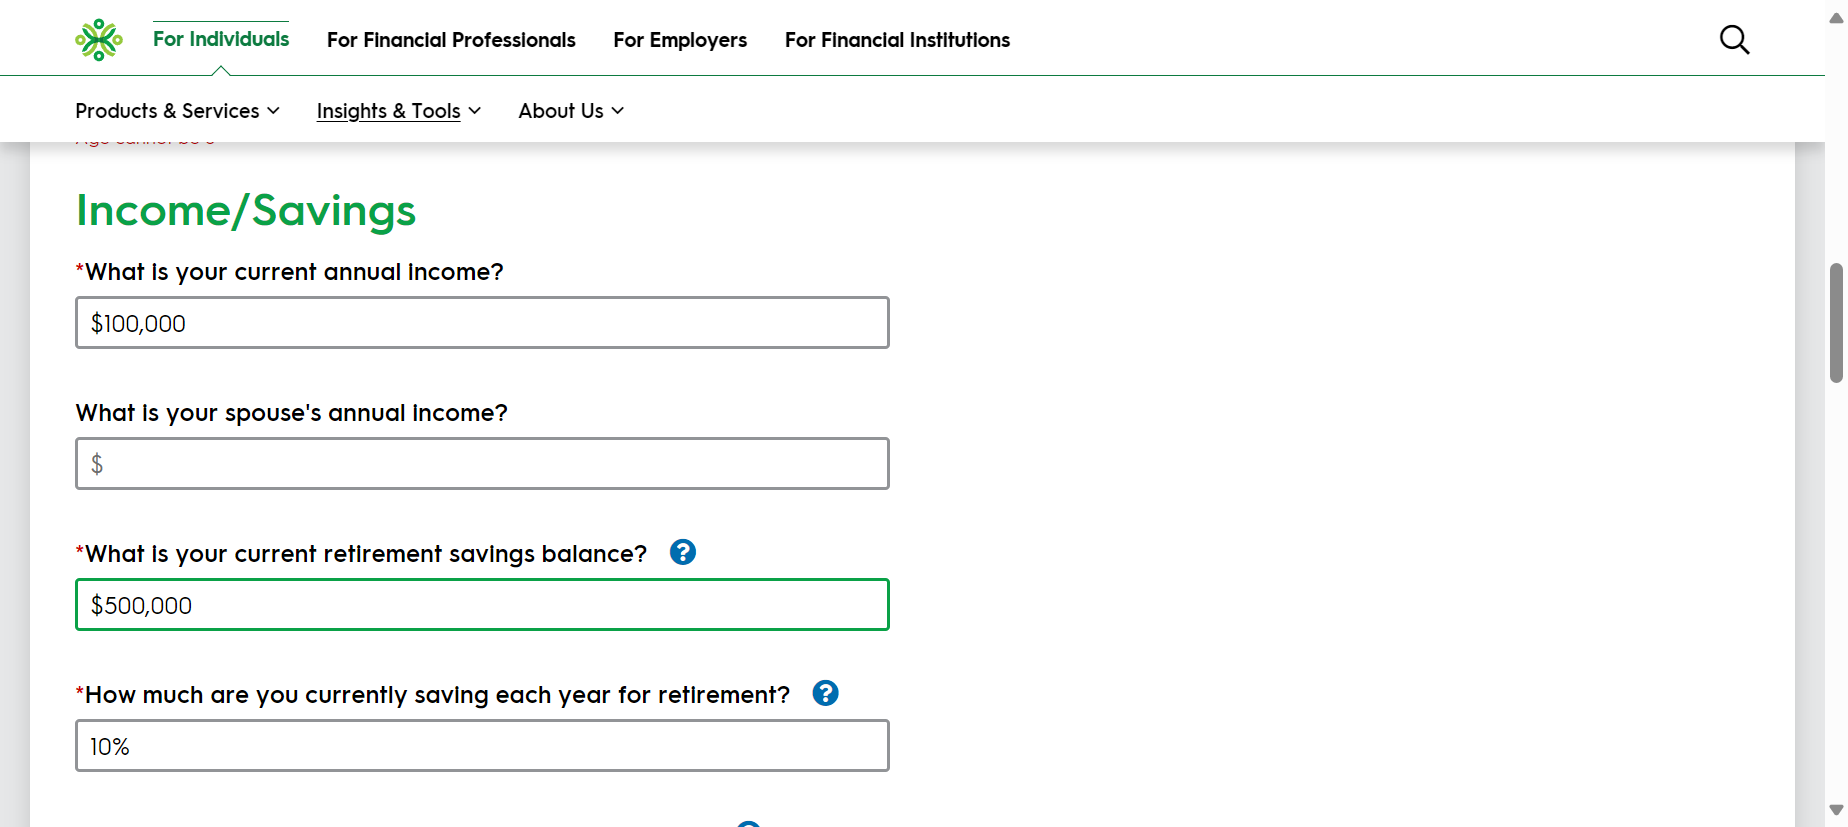 For Individuals
For Financial Professionals
For Employers
For Financial Institutions
Products & Services
Insights & Tools
About Us
Income/Savings
*What is your current annual income?
$100,000
What is your spouse's annual income?
$
*What is your current retirement savings balance?
?
$500,000
*How much are you currently saving each year for retirement?
?
10%